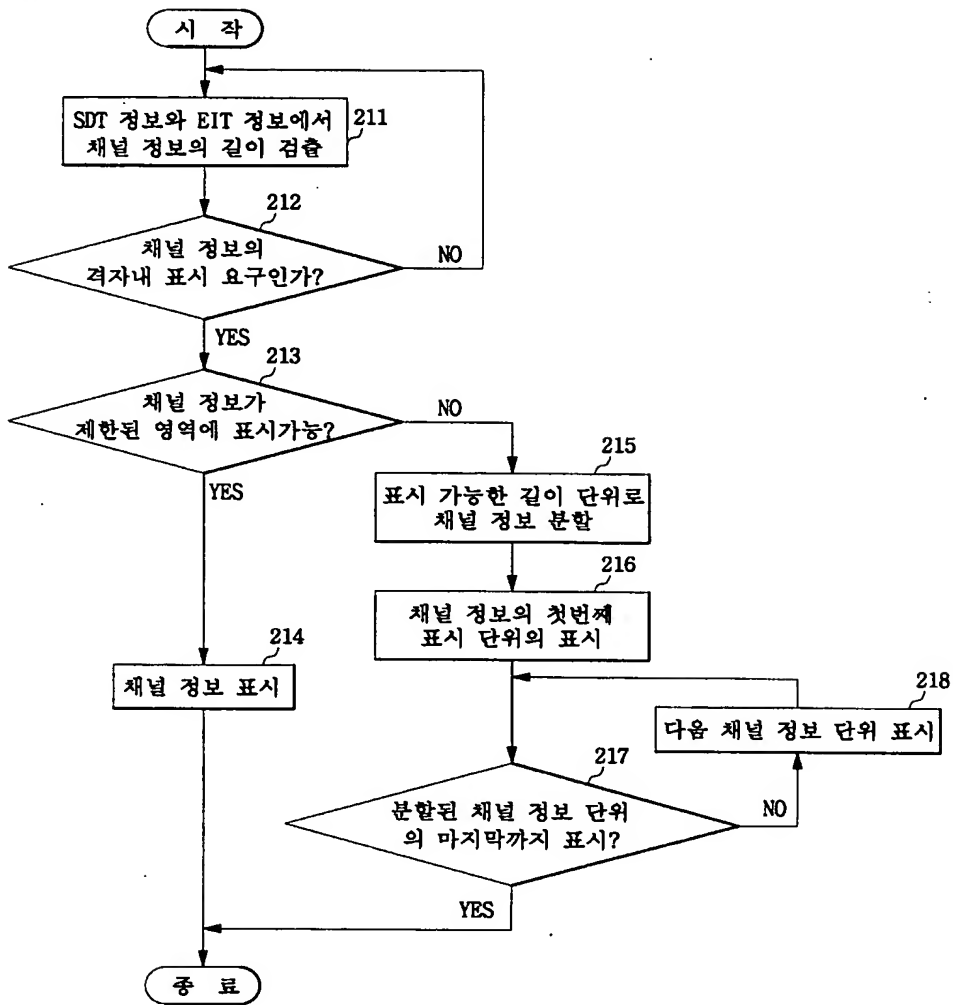 시 작
SDT 정보와 EIT 정보에서
채널 정보의 길이 검출
211
212
채널 정보의
격자내 표시 요구인가?
NO
YES
213
채널 정보가
제한된 영역에 표시가능?
NO
YES
215
표시 가능한 길이 단위로
채널 정보 분할
216
채널 정보의 첫번째
표시 단위의 표시
214
채널 정보 표시
218
다음 채널 정보 단위 표시
217
분할된 채널 정보 단위
의 마지막까지 표시?
NO
YES
종 료